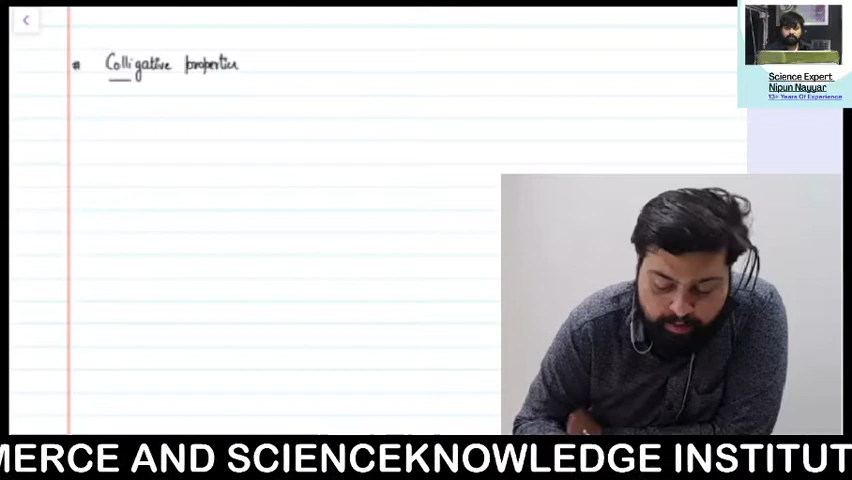 # Colligative properties
Science Expert
Nipun Nayyar
13+ Years Of Experience
MERCE AND SCIENCEKNOWLEDGE INSTITUT